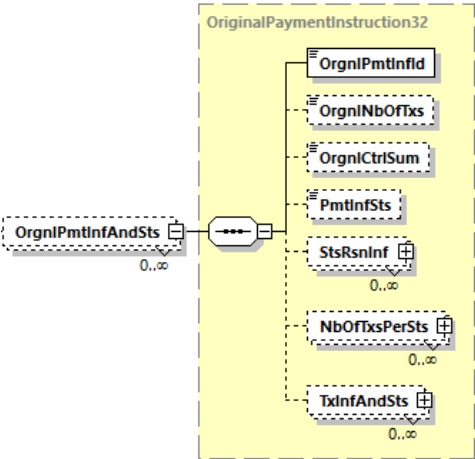 OriginalPaymentInstruction32
OrgnlPmtInfId
OrgnlNbOfTxs
OrgnlCtrlSum
PmtInfSts
OrgnlPmtInfAndSts
0..∞
StsRsnInf
0..∞
NbOfTxsPerSts
0..∞
TxInfAndSts
0..∞